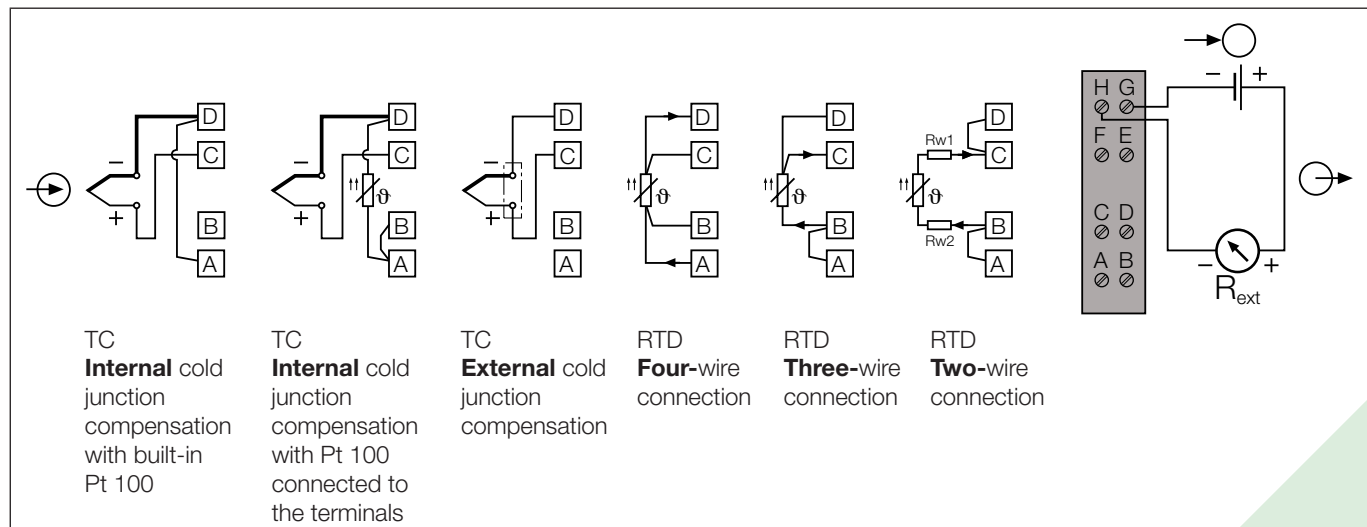 D
C
B
A
−
+
ϑ
D
C
B
A
−
+
D
C
B
A
−
+
ϑ
D
C
B
A
ϑ
D
C
B
A
ϑ
Rw1
Rw2
D
C
B
A
ϑ
H G
F E
C D
A B
− +
− +
Rext
TC
Internal cold
junction
compensation
with built-in
Pt 100
TC
Internal cold
junction
compensation
with Pt 100
connected to
the terminals
TC
External cold
junction
compensation
RTD
Four-wire
connection
RTD
Three-wire
connection
RTD
Two-wire
connection